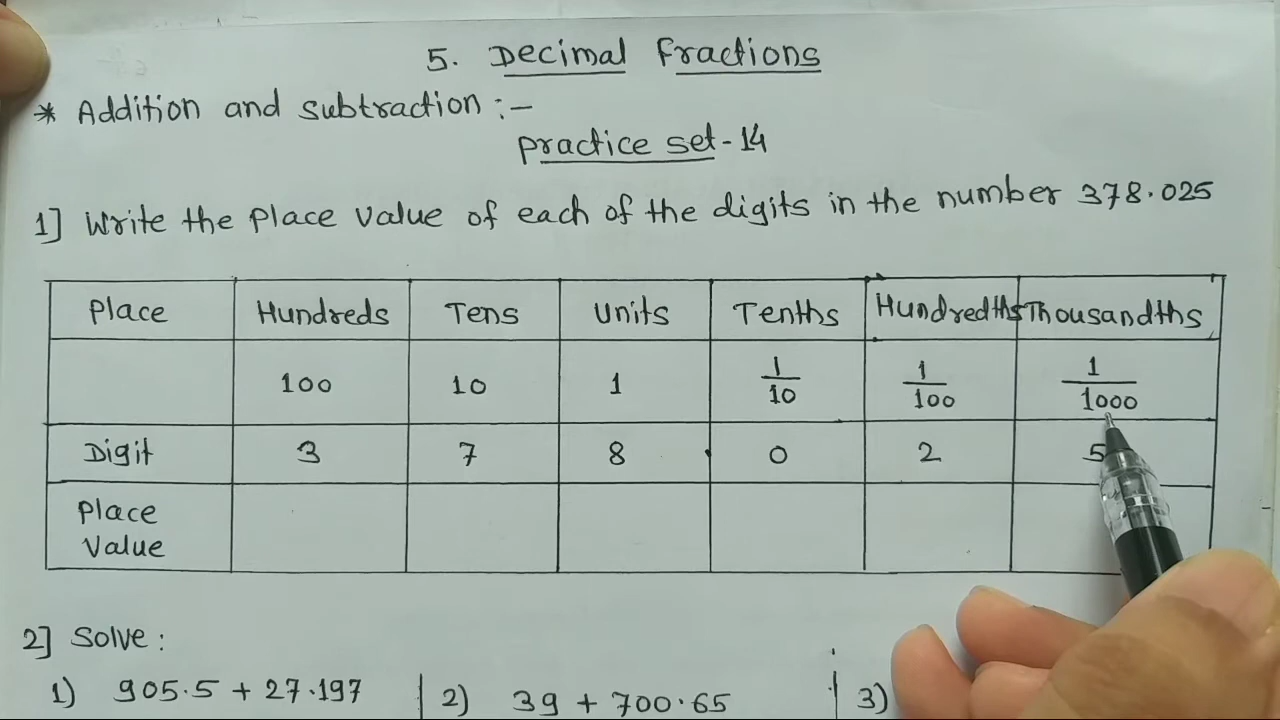 5. Decimal Fractions
* Addition and subtraction :-
Practice set-14
1] Write the Place value of each of the digits in the number 378.025
Place Hundreds Tens Units Tenths Hundredths Thousandths
100 10 1 1/10 1/100 1/1000
Digit 3 7 8 . 0 2 5
Place Value
2] Solve :
1) 905.5 + 27.197 2) 39 + 700.65 3)